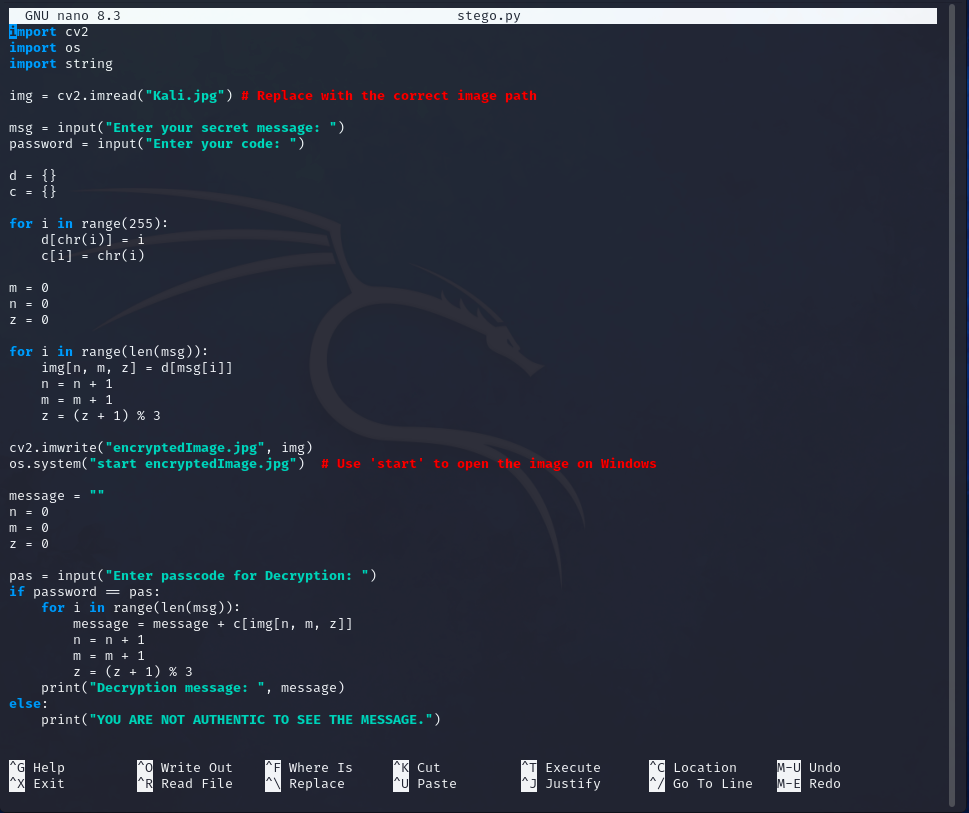 GNU nano 8.3 stego.py
import cv2
import os
import string
img = cv2.imread("Kali.jpg") # Replace with the correct image path
msg = input("Enter your secret message: ")
password = input("Enter your code: ")
d = {}
c = {}
for i in range(255):
    d[chr(i)] = i
    c[i] = chr(i)
m = 0
n = 0
z = 0
for i in range(len(msg)):
    img[n, m, z] = d[msg[i]]
    n = n + 1
    m = m + 1
    z = (z + 1) % 3
cv2.imwrite("encryptedImage.jpg", img)
os.system("start encryptedImage.jpg")  # Use 'start' to open the image on Windows
message = ""
n = 0
m = 0
z = 0
pas = input("Enter passcode for Decryption: ")
if password == pas:
    for i in range(len(msg)):
        message = message + c[img[n, m, z]]
        n = n + 1
        m = m + 1
        z = (z + 1) % 3
    print("Decryption message: ", message)
else:
    print("YOU ARE NOT AUTHENTIC TO SEE THE MESSAGE.")
^G Help ^O Write Out ^F Where Is ^K Cut ^T Execute ^C Location M-U Undo
^X Exit ^R Read File ^\ Replace ^U Paste ^J Justify ^/ Go To Line M-E Redo